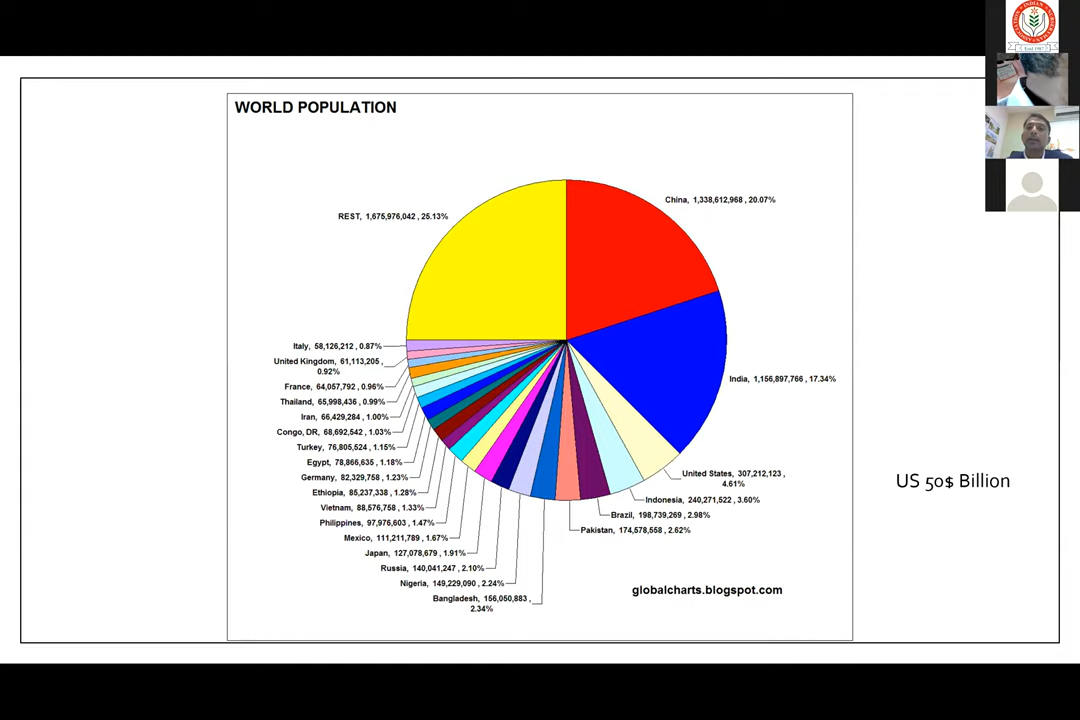 WORLD POPULATION
China, 1,338,612,968 , 20.07%
REST, 1,675,976,042 , 25.13%
Italy, 58,126,212 , 0.87%
United Kingdom, 61,113,205 ,
0.92%
India, 1,156,897,766 , 17.34%
France, 64,057,792 , 0.96%
Thailand, 65,998,436 , 0.99%
Iran, 66,429,284 , 1.00%
Congo, DR, 68,692,542 , 1.03%
Turkey, 76,805,524 , 1.15%
Egypt, 78,866,635 , 1.18%
Germany, 82,329,758 , 1.23%
United States, 307,212,123 ,
4.61%
US 50$ Billion
Ethiopia, 85,237,338 , 1.28%
Indonesia, 240,271,522 , 3.60%
Vietnam, 88,576,758 , 1.33%
Brazil, 198,739,269 , 2.98%
Philippines, 97,976,603 , 1.47%
Pakistan, 174,578,558 , 2.62%
Mexico, 111,211,789 , 1.67%
Japan, 127,078,679 , 1.91%
Russia, 140,041,247 , 2.10%
Nigeria, 149,229,090 , 2.24%
globalcharts.blogspot.com
Bangladesh, 156,050,883 ,
2.34%